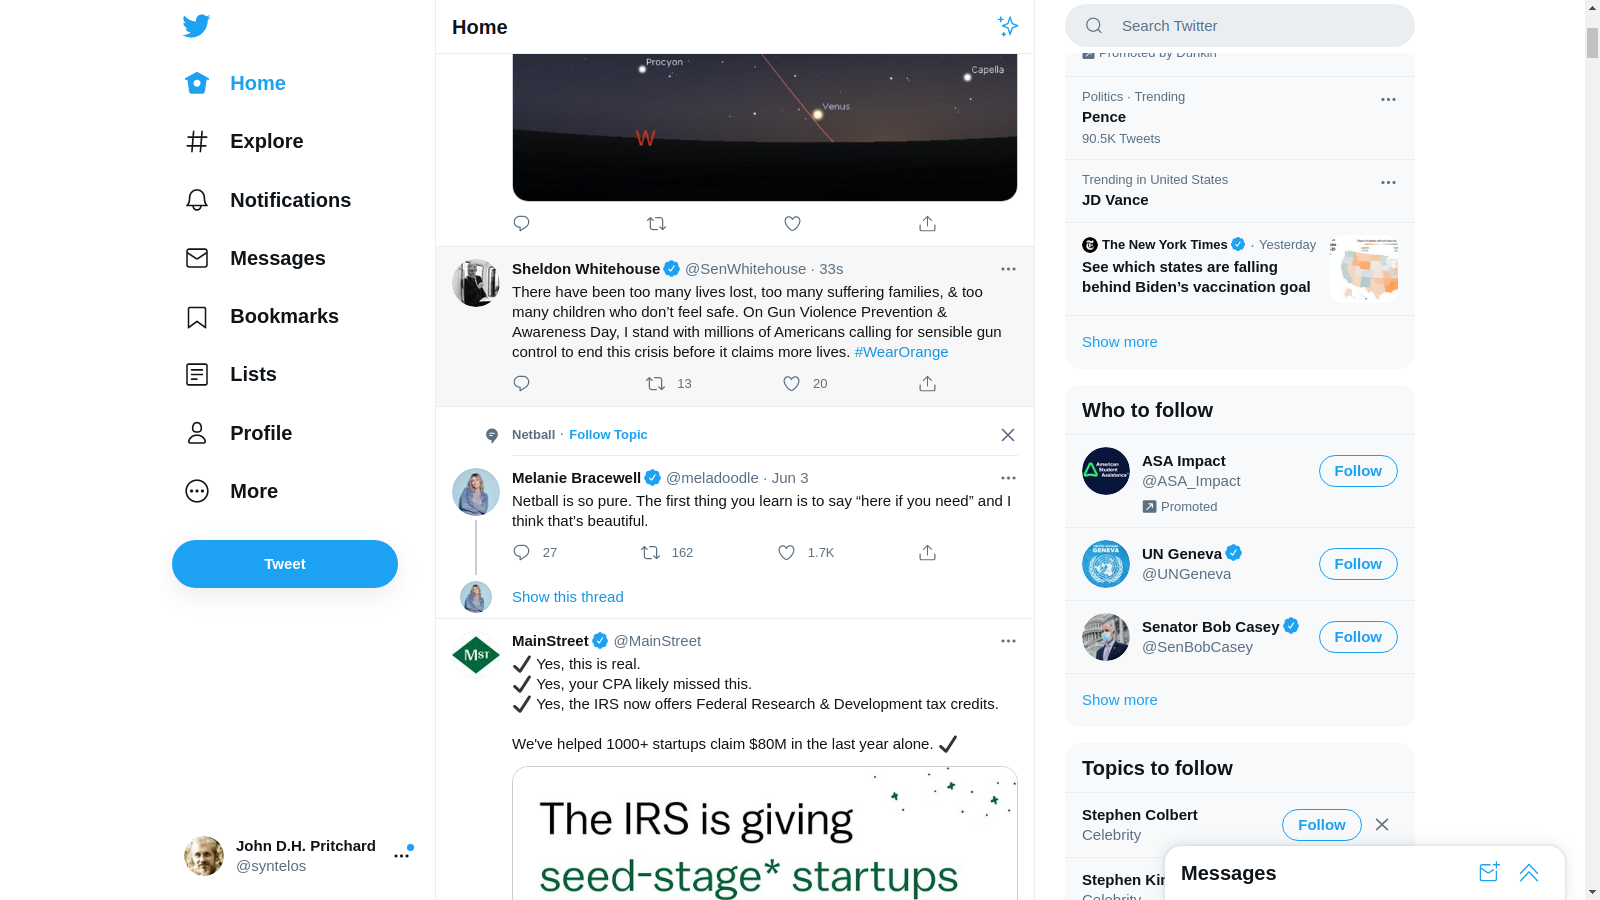 Home
Explore
Notifications
Messages
Bookmarks
Lists
Profile
More
Tweet
John D.H. Pritchard
@syntelos
Home
Procyon
Capella
Venus
W
Sheldon Whitehouse @SenWhitehouse · 33s
There have been too many lives lost, too many suffering families, & too
many children who don’t feel safe. On Gun Violence Prevention &
Awareness Day, I stand with millions of Americans calling for sensible gun
control to end this crisis before it claims more lives. #WearOrange
13 20
Netball · Follow Topic
Melanie Bracewell @meladoodle · Jun 3
Netball is so pure. The first thing you learn is to say “here if you need” and I
think that’s beautiful.
27 162 1.7K
Show this thread
MainStreet @MainStreet
MST
✔ Yes, this is real.
✔ Yes, your CPA likely missed this.
✔ Yes, the IRS now offers Federal Research & Development tax credits.
We've helped 1000+ startups claim $80M in the last year alone. ✔
The IRS is giving
seed-stage* startups
Search Twitter
Promoted by Dunkin
Politics · Trending
Pence
90.5K Tweets
Trending in United States
JD Vance
The New York Times · Yesterday
See which states are falling
behind Biden’s vaccination goal
Show more
Who to follow
American
Student
Assistance
ASA Impact
@ASA_Impact
Promoted
Follow
GENEVA
UN Geneva
@UNGeneva
Follow
Senator Bob Casey
@SenBobCasey
Follow
Show more
Topics to follow
Stephen Colbert
Celebrity
Follow
Stephen
Celebrity
Messages